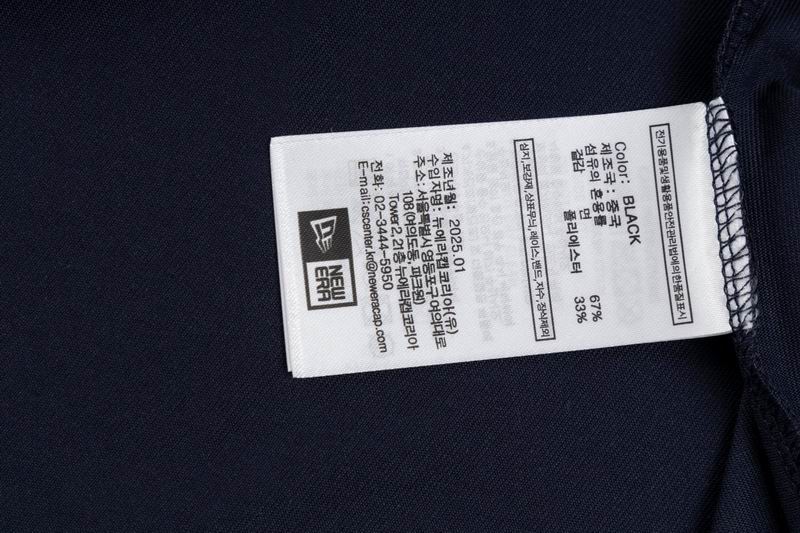 전기용품및생활용품안전관리법에의한품질표시
Color: BLACK
제조국: 중국
섬유의 혼용률
겉감 면 67%
폴리에스터 33%
심지, 보강재, 상표무늬, 레이스, 밴드, 자수, 장식제외
제조년월: 2025.01
수입자명: 뉴에라캡코리아(유)
주소: 서울특별시 영등포구 여의대로
108(여의도동, 파크원)
Tower2, 21층 뉴에라캡코리아
전화: 02-3444-5950
E-mail:cscenter.kr@neweracap.com
NEW
ERA